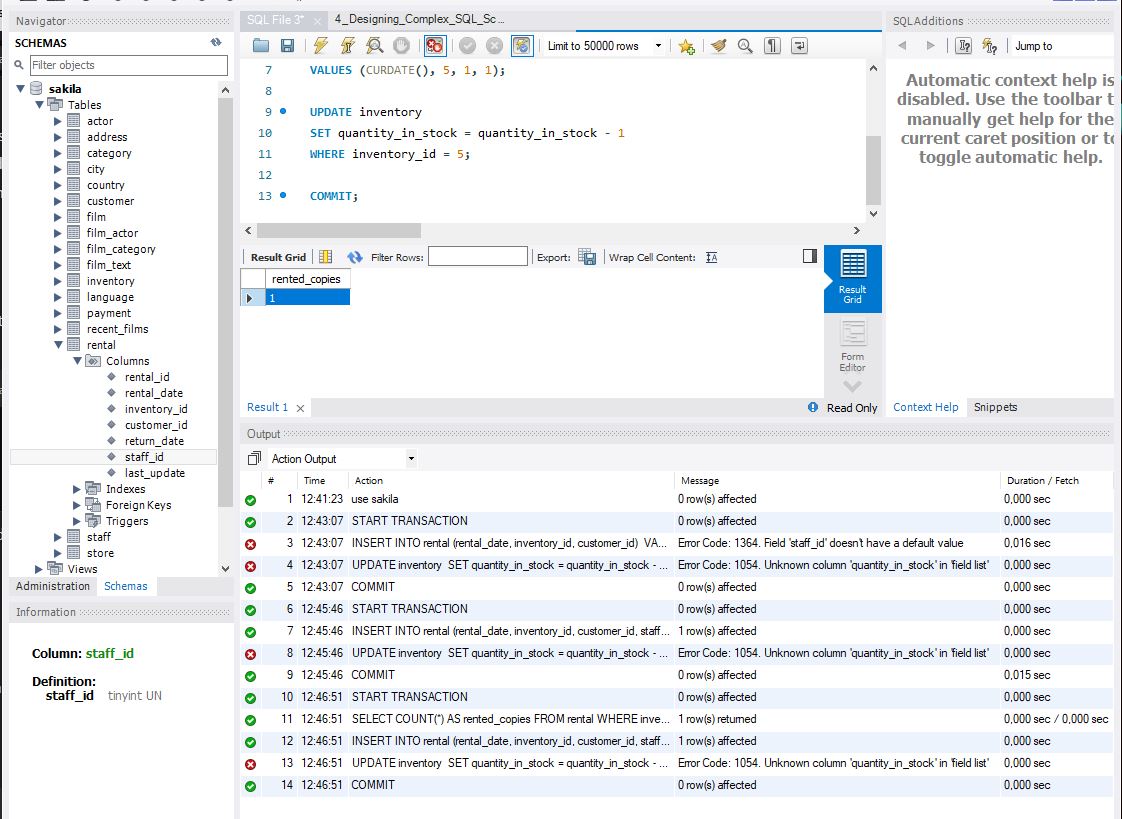 Navigator
SCHEMAS
Filter objects
sakila
Tables
actor
address
category
city
country
customer
film
film_actor
film_category
film_text
inventory
language
payment
recent_films
rental
Columns
rental_id
rental_date
inventory_id
customer_id
return_date
staff_id
last_update
Indexes
Foreign Keys
Triggers
staff
store
Views
Administration Schemas
Information
Column: staff_id
Definition:
staff_id tinyint UN
SQL File 3* 4_Designing_Complex_SQL_Sc...
Limit to 50000 rows
7 VALUES (CURDATE(), 5, 1, 1);
8
9 UPDATE inventory
10 SET quantity_in_stock = quantity_in_stock - 1
11 WHERE inventory_id = 5;
12
13 COMMIT;
Result Grid Filter Rows: Export: Wrap Cell Content: IA
rented_copies
1
Result
Grid
Form
Editor
Result 1 Read Only
SQLAdditions
Jump to
Automatic context help is
disabled. Use the toolbar t
manually get help for the
current caret position or to
toggle automatic help.
Context Help Snippets
Output
Action Output
# Time Action Message Duration / Fetch
1 12:41:23 use sakila 0 row(s) affected 0,000 sec
2 12:43:07 START TRANSACTION 0 row(s) affected 0,000 sec
3 12:43:07 INSERT INTO rental (rental_date, inventory_id, customer_id) VA... Error Code: 1364. Field 'staff_id' doesn't have a default value 0,016 sec
4 12:43:07 UPDATE inventory SET quantity_in_stock = quantity_in_stock - ... Error Code: 1054. Unknown column 'quantity_in_stock' in 'field list' 0,000 sec
5 12:43:07 COMMIT 0 row(s) affected 0,000 sec
6 12:45:46 START TRANSACTION 0 row(s) affected 0,000 sec
7 12:45:46 INSERT INTO rental (rental_date, inventory_id, customer_id, staff... 1 row(s) affected 0,000 sec
8 12:45:46 UPDATE inventory SET quantity_in_stock = quantity_in_stock - ... Error Code: 1054. Unknown column 'quantity_in_stock' in 'field list' 0,000 sec
9 12:45:46 COMMIT 0 row(s) affected 0,015 sec
10 12:46:51 START TRANSACTION 0 row(s) affected 0,000 sec
11 12:46:51 SELECT COUNT(*) AS rented_copies FROM rental WHERE inve... 1 row(s) returned 0,000 sec / 0,000 sec
12 12:46:51 INSERT INTO rental (rental_date, inventory_id, customer_id, staff... 1 row(s) affected 0,000 sec
13 12:46:51 UPDATE inventory SET quantity_in_stock = quantity_in_stock - ... Error Code: 1054. Unknown column 'quantity_in_stock' in 'field list' 0,000 sec
14 12:46:51 COMMIT 0 row(s) affected 0,000 sec